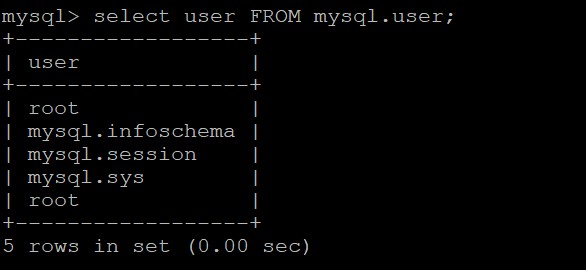 mysql> select user FROM mysql.user;
+------------------+
| user             |
+------------------+
| root             |
| mysql.infoschema |
| mysql.session    |
| mysql.sys        |
| root             |
+------------------+
5 rows in set (0.00 sec)